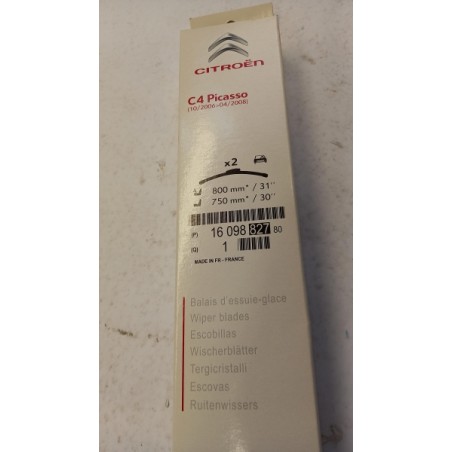 CITROËN
C4 Picasso
(10/2006→04/2008)
x2
800 mm* / 31''
750 mm* / 30''
(P) 16 098 827 80
(Q) 1
MADE IN FR - FRANCE
Balais d'essuie-glace
Wiper blades
Escobillas
Wischerblätter
Tergicristalli
Escovas
Ruitenwissers